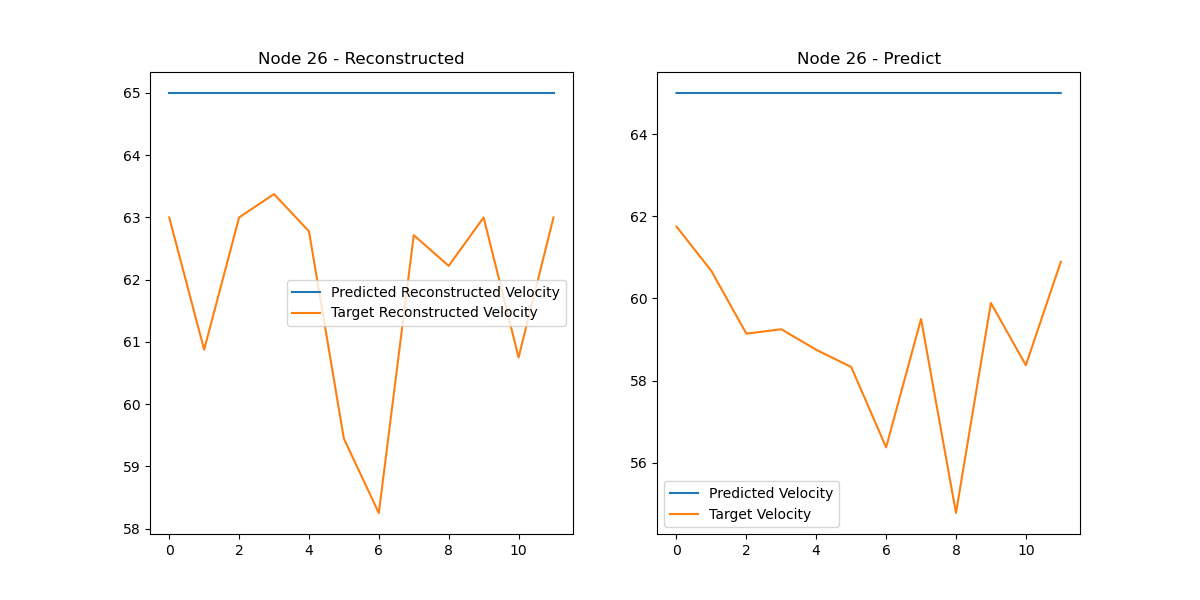 Node 26 - Reconstructed
65
64
63
62
61
60
59
58
0 2 4 6 8 10
Predicted Reconstructed Velocity
Target Reconstructed Velocity
Node 26 - Predict
64
62
60
58
56
0 2 4 6 8 10
Predicted Velocity
Target Velocity